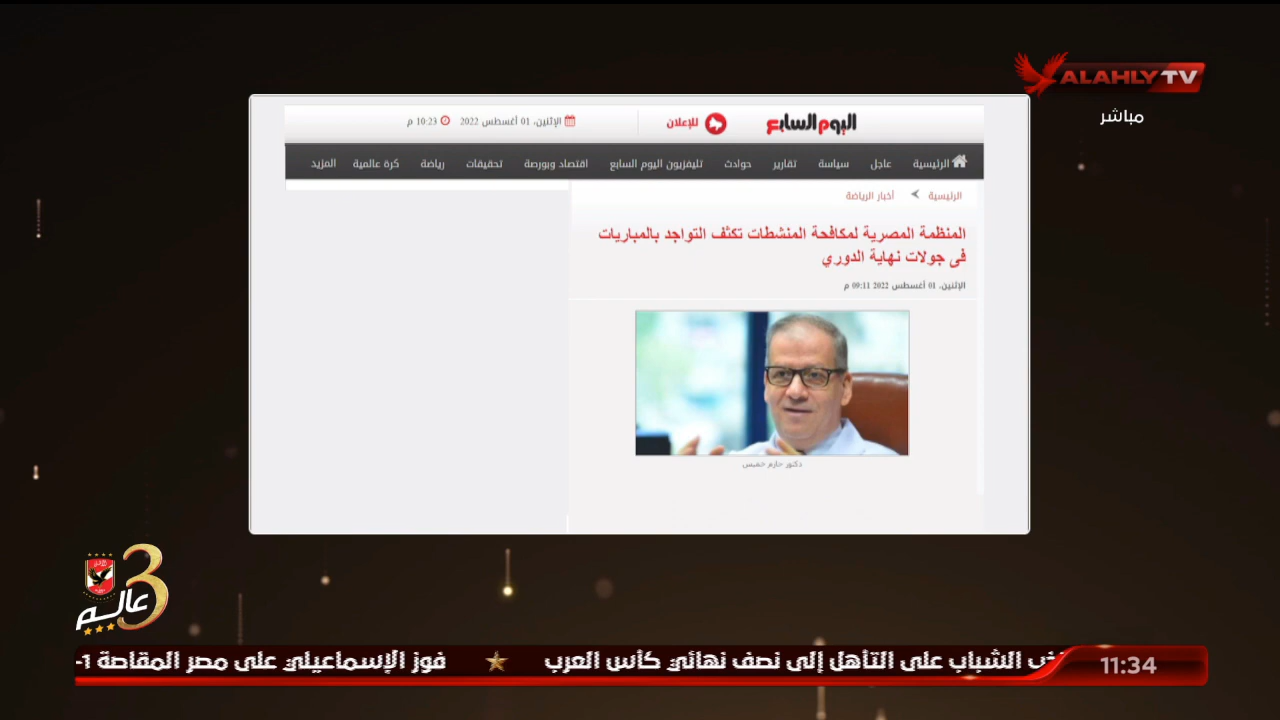 ALAHLY TV
مباشر
اليوم السابع
للإعلان
الإثنين، 01 أغسطس 2022
10:23 م
الرئيسية عاجل سياسة تقارير حوادث تليفزيون اليوم السابع اقتصاد وبورصة تحقيقات رياضة كرة عالمية المزيد
الرئيسية أخبار الرياضة
المنظمة المصرية لمكافحة المنشطات تكثف التواجد بالمباريات
فى جولات نهاية الدوري
الإثنين، 01 أغسطس 2022 09:11 م
دكتور حازم خميس
3 عالم
الشباب على التأهل إلى نصف نهائي كأس العرب
فوز الإسماعيلي على مصر المقاصة 1-
11:34